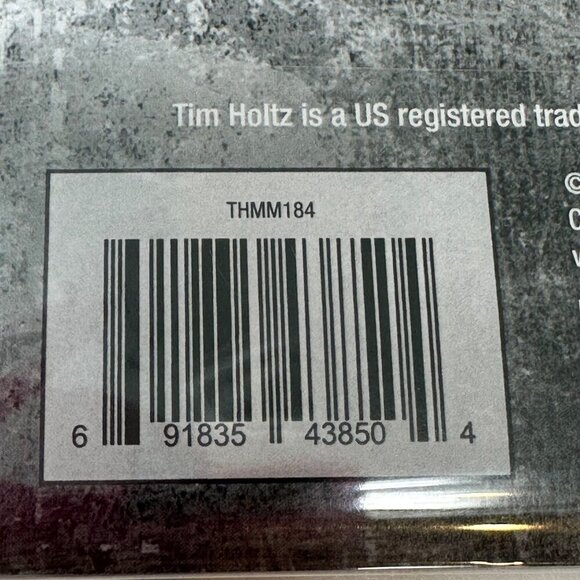 Tim Holtz is a US registered trad
©
THMM184
6 91835 43850 4